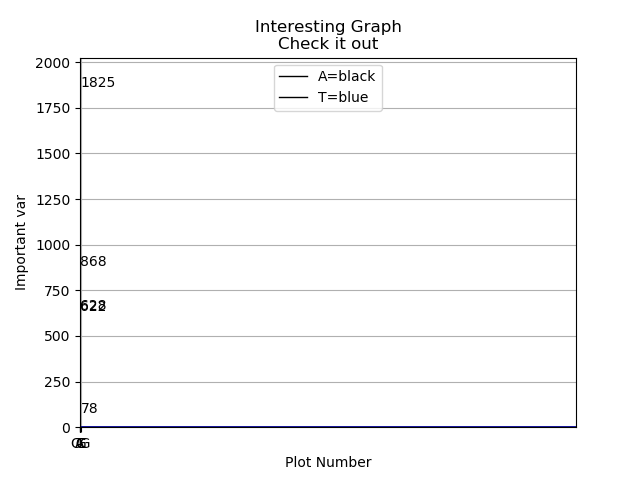 Interesting Graph
Check it out
2000
1750
1500
1250
1000
750
500
250
0
Important var
1825
868
78
A=black
T=blue
Plot Number